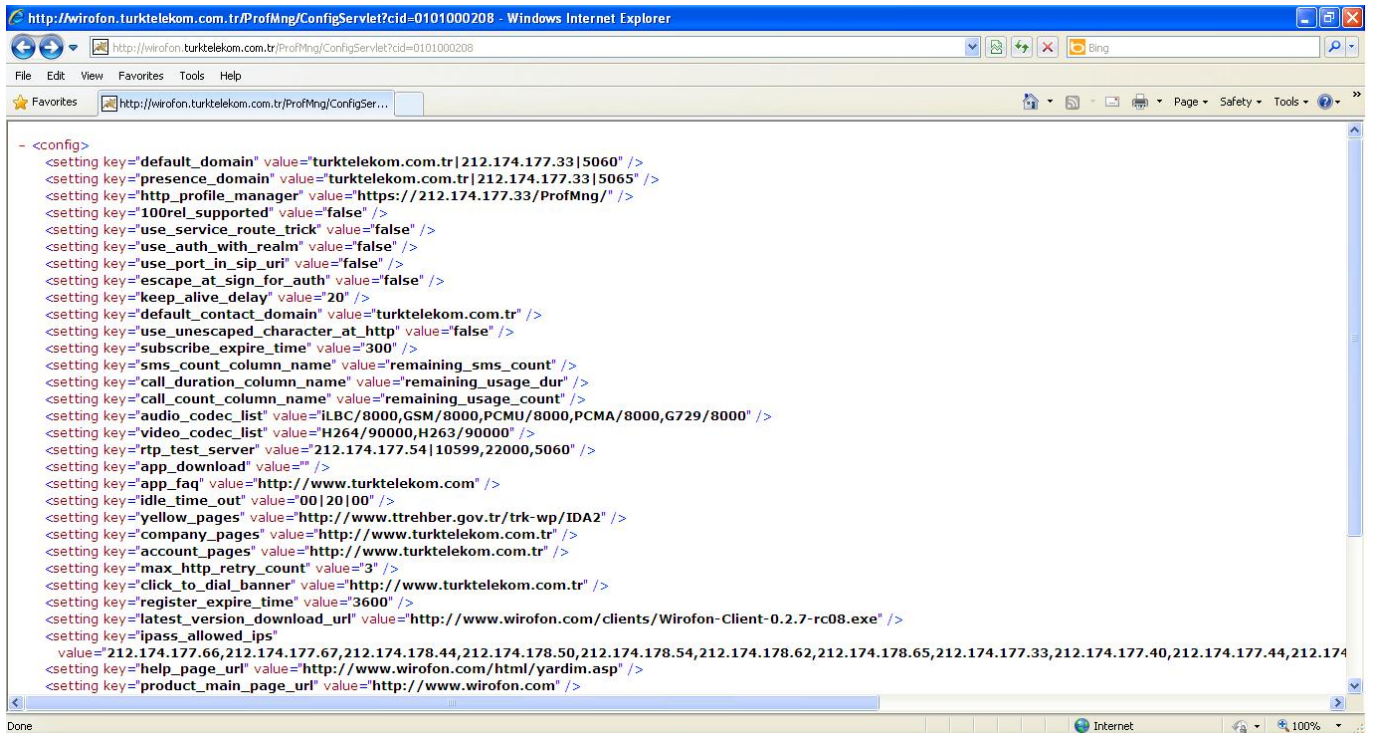 http://wirofon.turktelekom.com.tr/ProfMng/ConfigServlet?cid=0101000208 - Windows Internet Explorer
http://wirofon.turktelekom.com.tr/ProfMng/ConfigServlet?cid=0101000208
Bing
File Edit View Favorites Tools Help
Favorites http://wirofon.turktelekom.com.tr/ProfMng/ConfigSer... Page Safety Tools »
- <config>
<setting key="default_domain" value="turktelekom.com.tr|212.174.177.33|5060" />
<setting key="presence_domain" value="turktelekom.com.tr|212.174.177.33|5065" />
<setting key="http_profile_manager" value="https://212.174.177.33/ProfMng/" />
<setting key="100rel_supported" value="false" />
<setting key="use_service_route_trick" value="false" />
<setting key="use_auth_with_realm" value="false" />
<setting key="use_port_in_sip_uri" value="false" />
<setting key="escape_at_sign_for_auth" value="false" />
<setting key="keep_alive_delay" value="20" />
<setting key="default_contact_domain" value="turktelekom.com.tr" />
<setting key="use_unescaped_character_at_http" value="false" />
<setting key="subscribe_expire_time" value="300" />
<setting key="sms_count_column_name" value="remaining_sms_count" />
<setting key="call_duration_column_name" value="remaining_usage_dur" />
<setting key="call_count_column_name" value="remaining_usage_count" />
<setting key="audio_codec_list" value="iLBC/8000,GSM/8000,PCMU/8000,PCMA/8000,G729/8000" />
<setting key="video_codec_list" value="H264/90000,H263/90000" />
<setting key="rtp_test_server" value="212.174.177.54|10599,22000,5060" />
<setting key="app_download" value="" />
<setting key="app_faq" value="http://www.turktelekom.com" />
<setting key="idle_time_out" value="00|20|00" />
<setting key="yellow_pages" value="http://www.ttrehber.gov.tr/trk-wp/IDA2" />
<setting key="company_pages" value="http://www.turktelekom.com.tr" />
<setting key="account_pages" value="http://www.turktelekom.com.tr" />
<setting key="max_http_retry_count" value="3" />
<setting key="click_to_dial_banner" value="http://www.turktelekom.com.tr" />
<setting key="register_expire_time" value="3600" />
<setting key="latest_version_download_url" value="http://www.wirofon.com/clients/Wirofon-Client-0.2.7-rc08.exe" />
<setting key="ipass_allowed_ips"
value="212.174.177.66,212.174.177.67,212.174.178.44,212.174.178.50,212.174.178.54,212.174.178.62,212.174.178.65,212.174.177.33,212.174.177.40,212.174.177.44,212.174
<setting key="help_page_url" value="http://www.wirofon.com/html/yardim.asp" />
<setting key="product_main_page_url" value="http://www.wirofon.com" />
Done Internet 100%